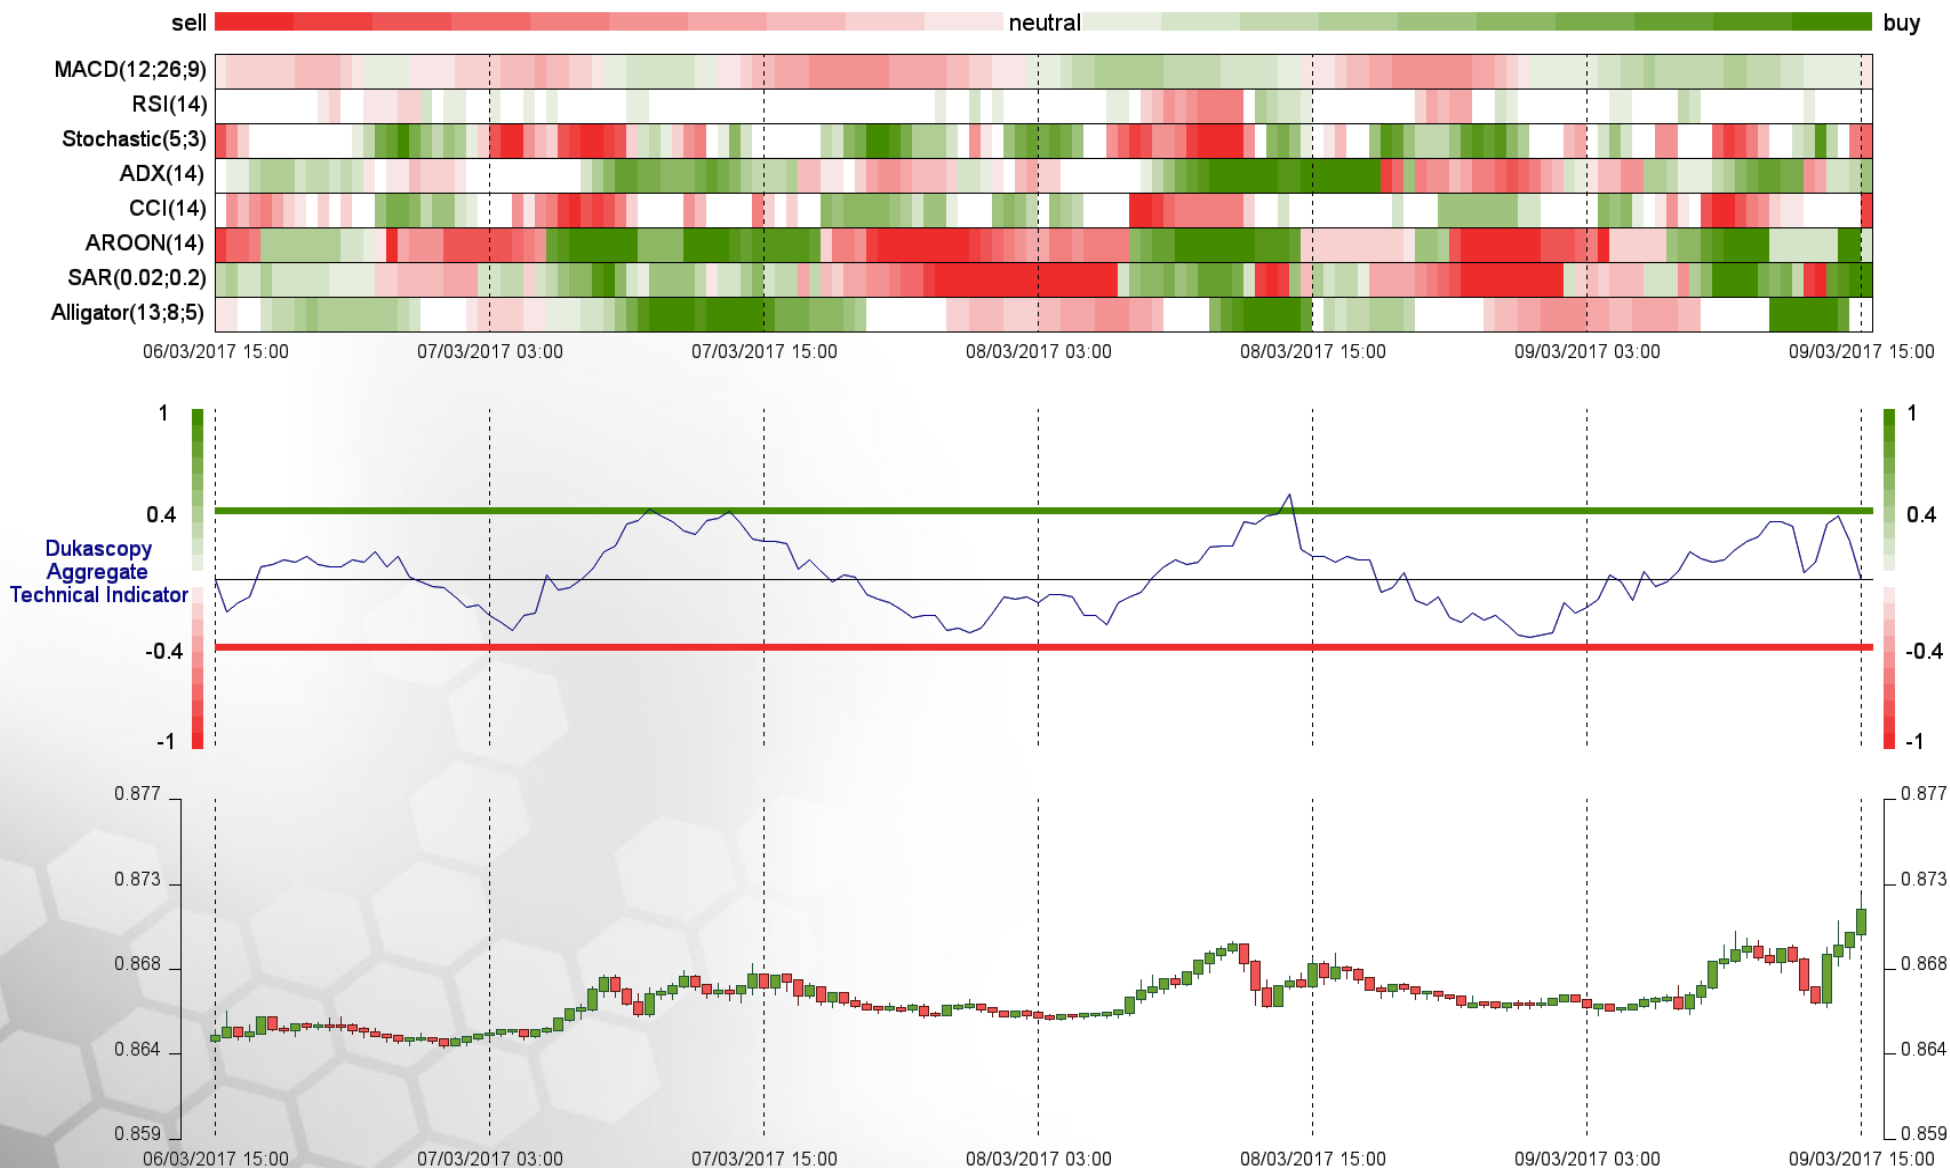 sell neutral buy
MACD(12;26;9)
RSI(14)
Stochastic(5;3)
ADX(14)
CCI(14)
AROON(14)
SAR(0.02;0.2)
Alligator(13;8;5)
06/03/2017 15:00 07/03/2017 03:00 07/03/2017 15:00 08/03/2017 03:00 08/03/2017 15:00 09/03/2017 03:00 09/03/2017 15:00
1 1
0.4 0.4
Dukascopy
Aggregate
Technical Indicator
-0.4 -0.4
-1 -1
0.877 0.877
0.873 0.873
0.868 0.868
0.864 0.864
0.859 0.859
06/03/2017 15:00 07/03/2017 03:00 07/03/2017 15:00 08/03/2017 03:00 08/03/2017 15:00 09/03/2017 03:00 09/03/2017 15:00